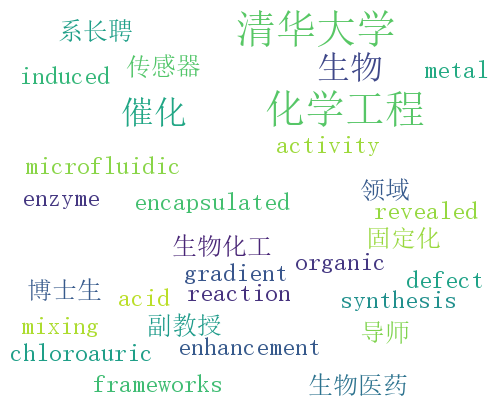 系长聘 清华大学
induced 传感器 生物 metal
催化 化学工程
activity
microfluidic
enzyme encapsulated 领域 revealed
生物化工 固定化
gradient organic
博士生 acid reaction defect
synthesis
mixing 副教授 导师
chloroauric enhancement
frameworks 生物医药